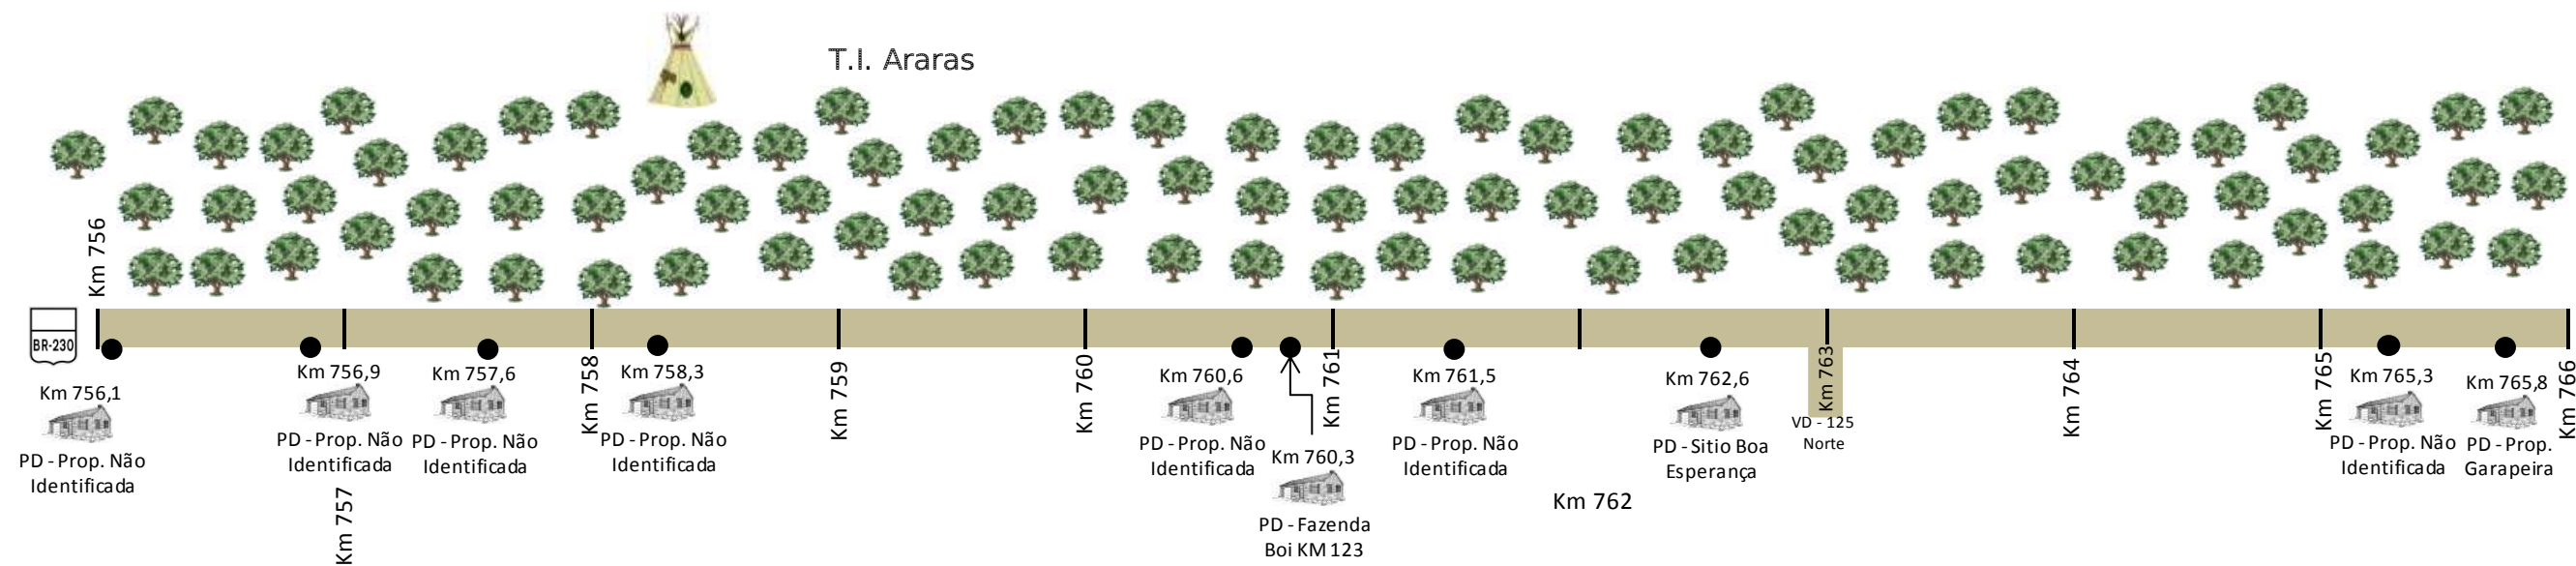 T.I. Araras
Km 756
BR-230
Km 756,1
PD - Prop. Não
Identificada
Km 756,9
PD - Prop. Não
Identificada
Km 757
Km 757,6
PD - Prop. Não
Identificada
Km 758
Km 758,3
PD - Prop. Não
Identificada
Km 759
Km 760
Km 760,6
PD - Prop. Não
Identificada
Km 760,3
PD - Fazenda
Boi KM 123
Km 761
Km 761,5
PD - Prop. Não
Identificada
Km 762
Km 762,6
PD - Sitio Boa
Esperança
Km 763
VD - 125
Norte
Km 764
Km 765
Km 765,3
PD - Prop. Não
Identificada
Km 765,8
PD - Prop.
Garapeira
Km 766